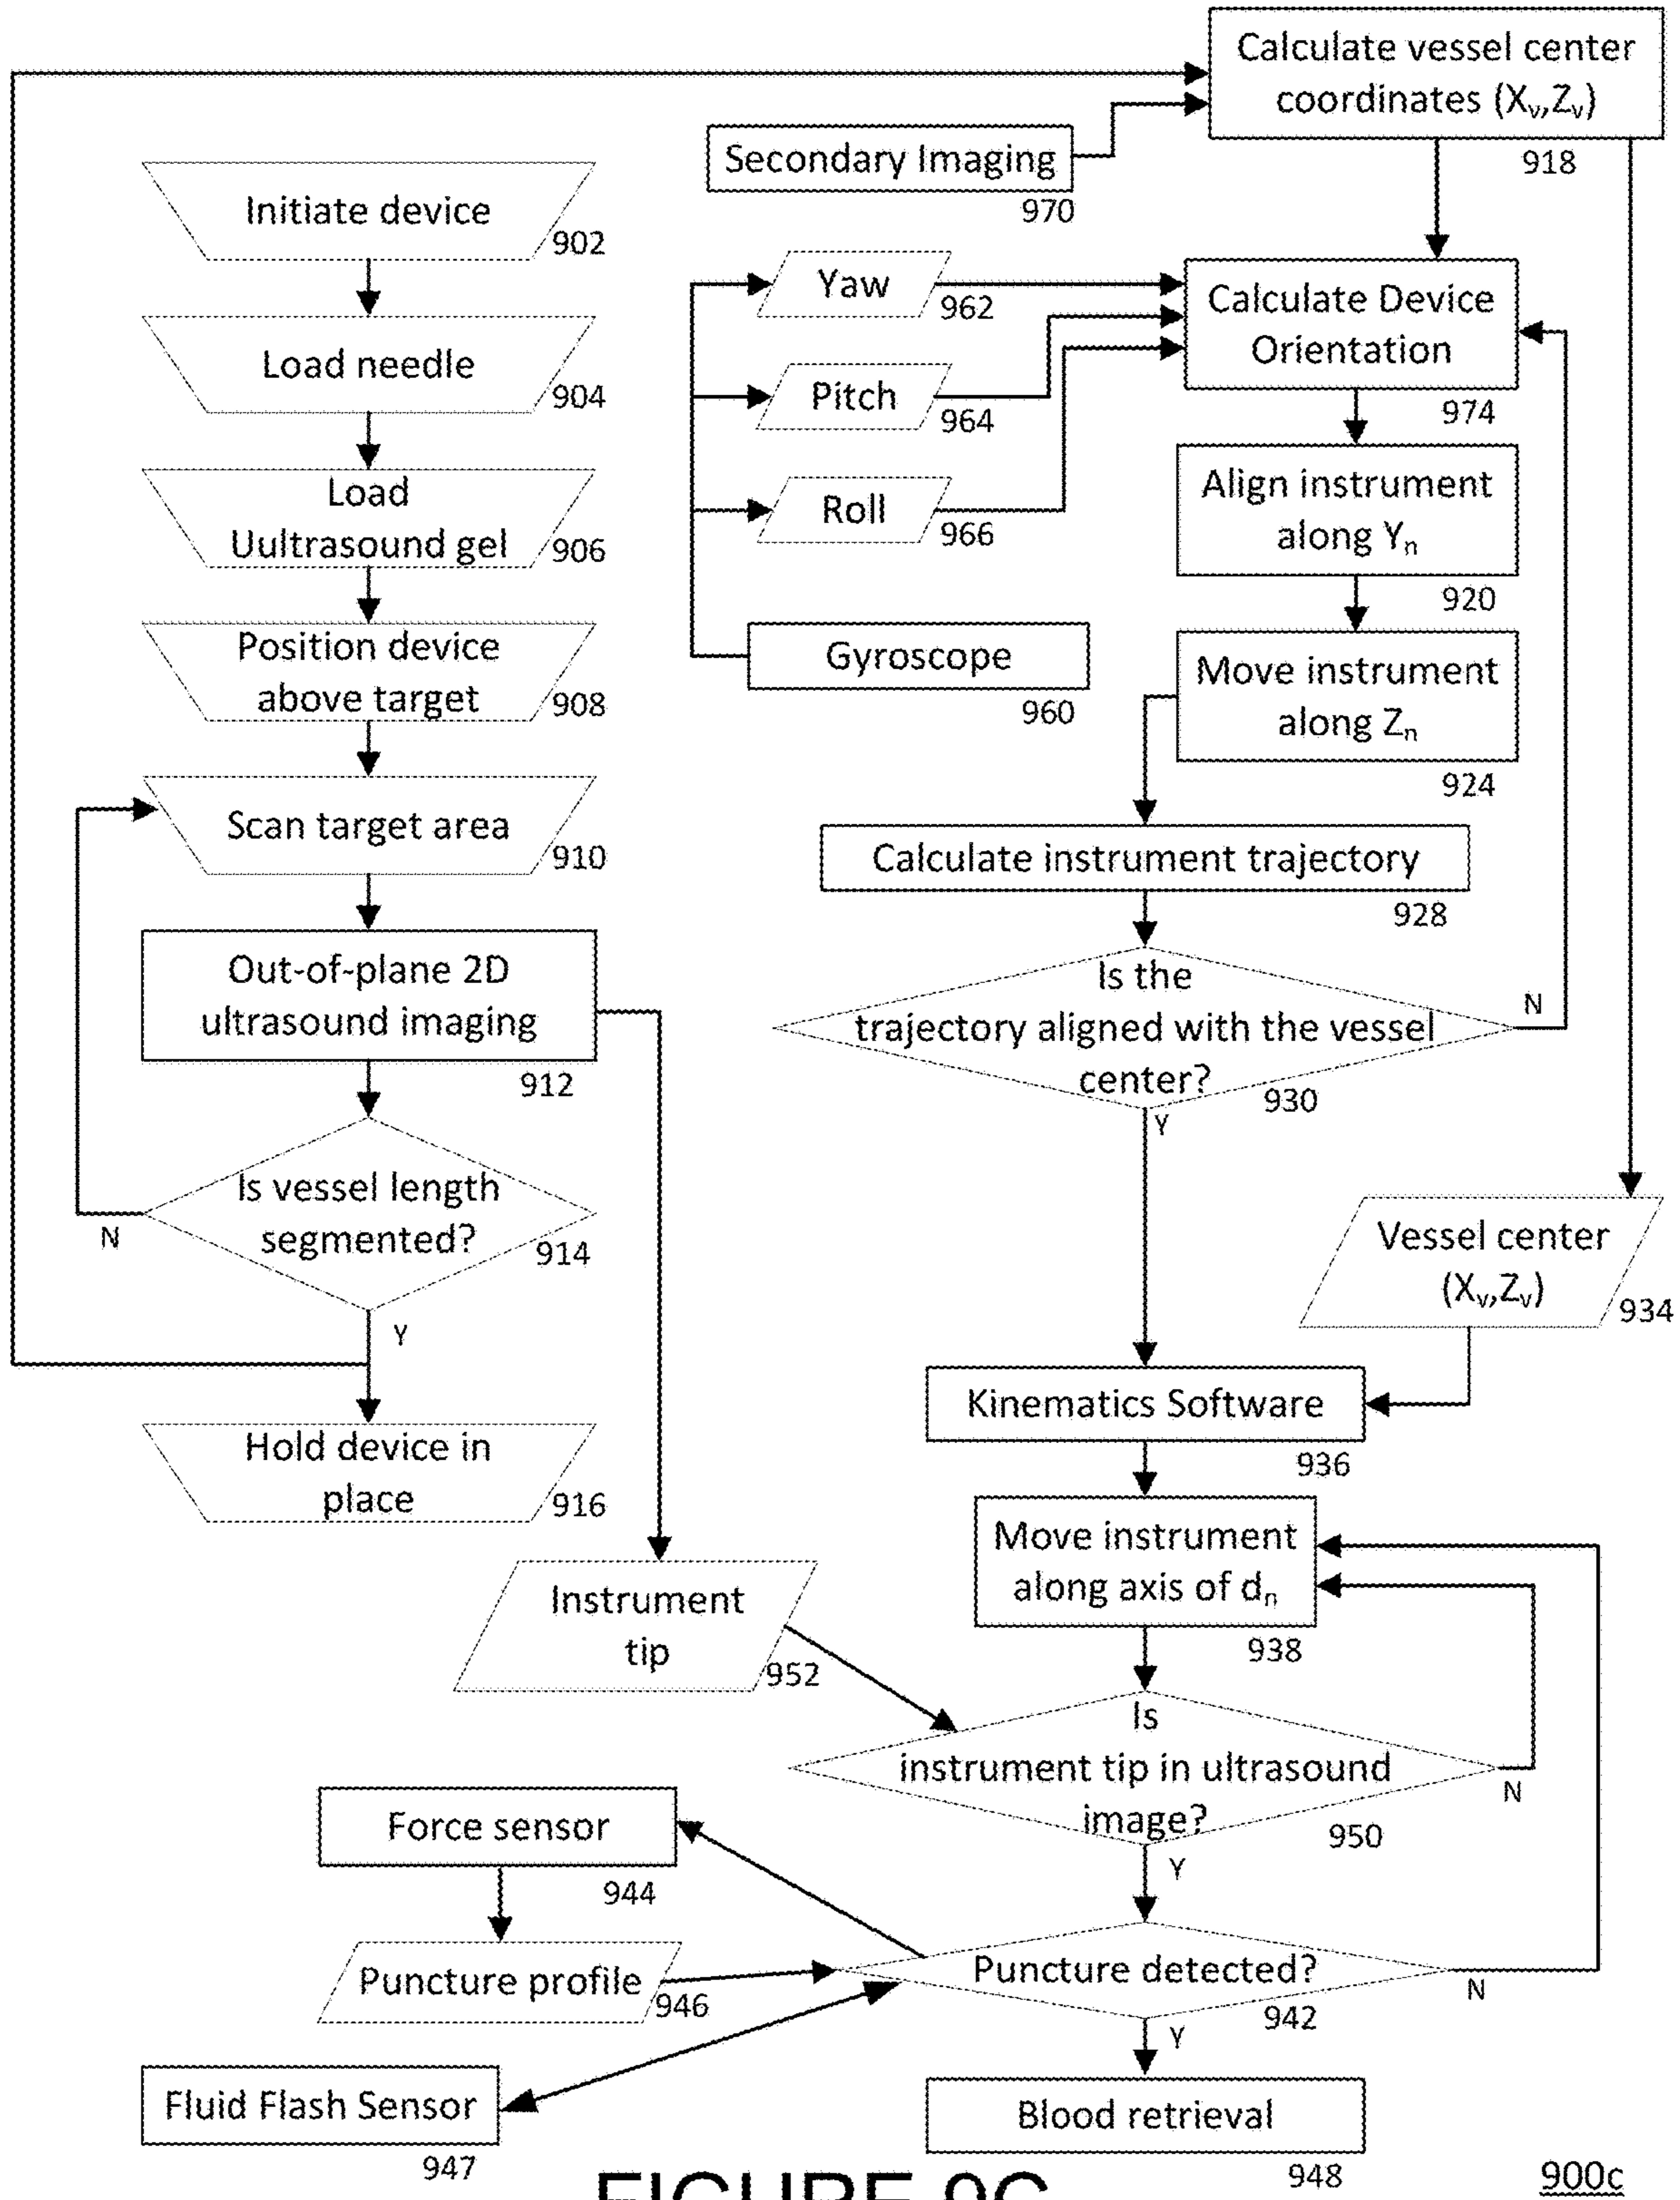 Calculate vessel center
coordinates (Xᵥ,Zᵥ)
918
Secondary Imaging
970
Initiate device
902
Load needle
904
Load
Uultrasound gel
906
Position device
above target
908
Scan target area
910
Out-of-plane 2D
ultrasound imaging
912
Is vessel length
segmented?
914
N
Y
Hold device in
place
916
Yaw
962
Pitch
964
Roll
966
Gyroscope
960
Calculate Device
Orientation
974
Align instrument
along Yₙ
920
Move instrument
along Zₙ
924
Calculate instrument trajectory
928
Is the
trajectory aligned with the vessel
center?
930
N
Y
Vessel center
(Xᵥ,Zᵥ)
934
Kinematics Software
936
Move instrument
along axis of dₙ
938
Instrument
tip
952
Is
instrument tip in ultrasound
image?
950
N
Y
Force sensor
944
Puncture profile
946
Puncture detected?
942
N
Y
Fluid Flash Sensor
947
Blood retrieval
948
FIGURE 9C
900c